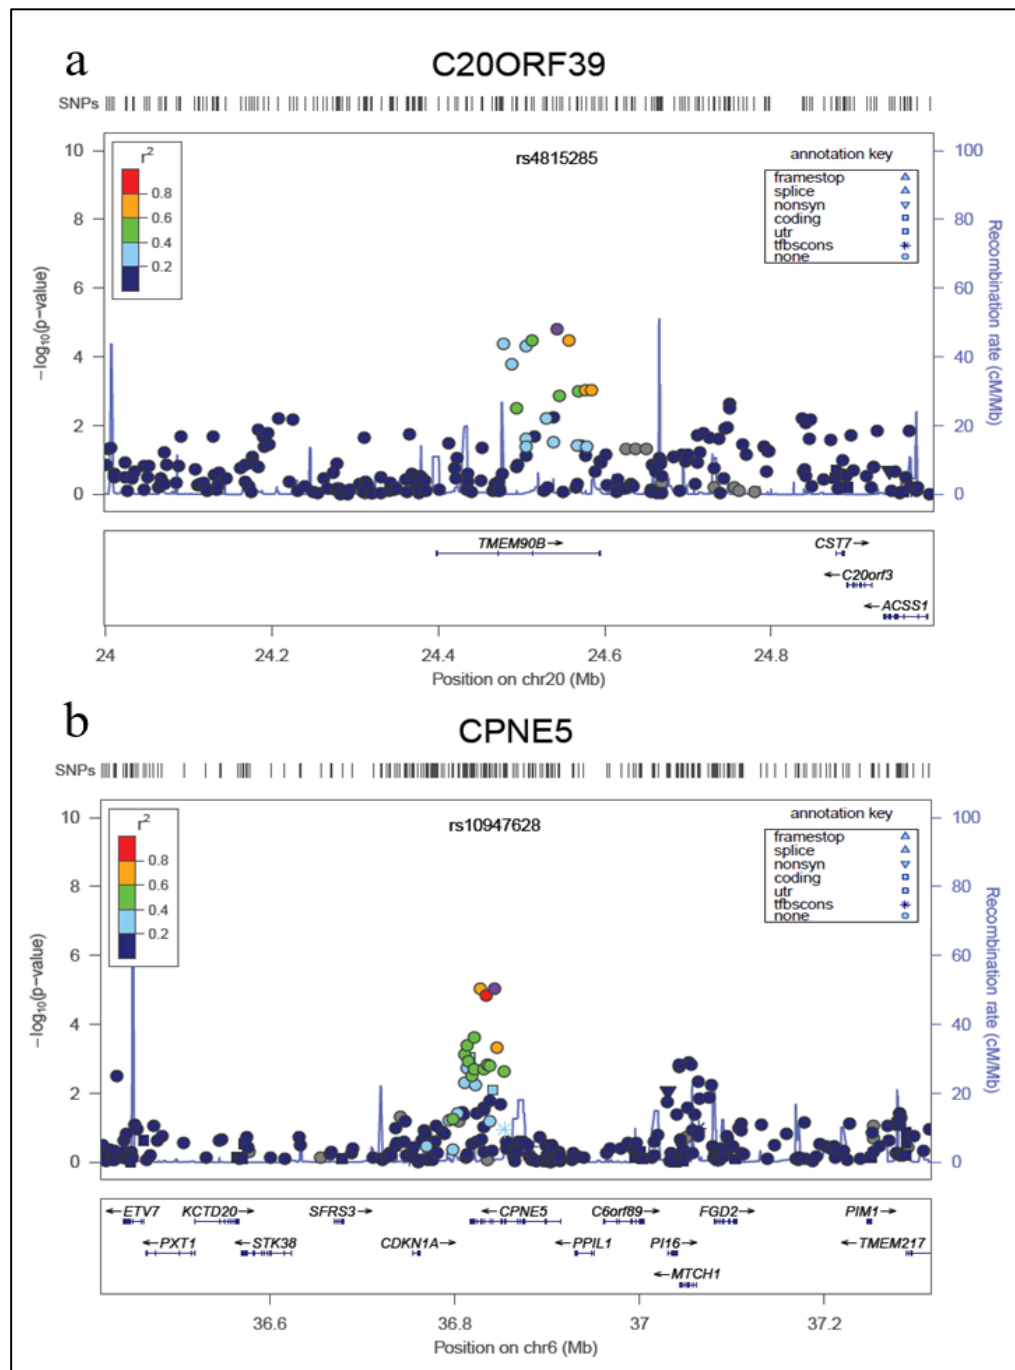 a
C20ORF39
SNPs
r²
0.8
0.6
0.4
0.2
rs4815285
annotation key
framestop
splice
nonsyn
coding
utr
tfbscons
none
10
8
6
4
2
0
−log₁₀(p−value)
100
80
60
40
20
0
Recombination rate (cM/Mb)
TMEM90B→
CST7→
←C20orf3
←ACSS1
24
24.2
24.4
24.6
24.8
Position on chr20 (Mb)
b
CPNE5
SNPs
r²
0.8
0.6
0.4
0.2
rs10947628
annotation key
framestop
splice
nonsyn
coding
utr
tfbscons
none
10
8
6
4
2
0
−log₁₀(p−value)
100
80
60
40
20
0
Recombination rate (cM/Mb)
←ETV7 KCTD20→ SFRS3→ ←CPNE5 C6orf89→ FGD2→ PIM1→
←PXT1 ←STK38 CDKN1A→ ←PPIL1 PI16→ ←TMEM217
←MTCH1
36.6
36.8
37
37.2
Position on chr6 (Mb)